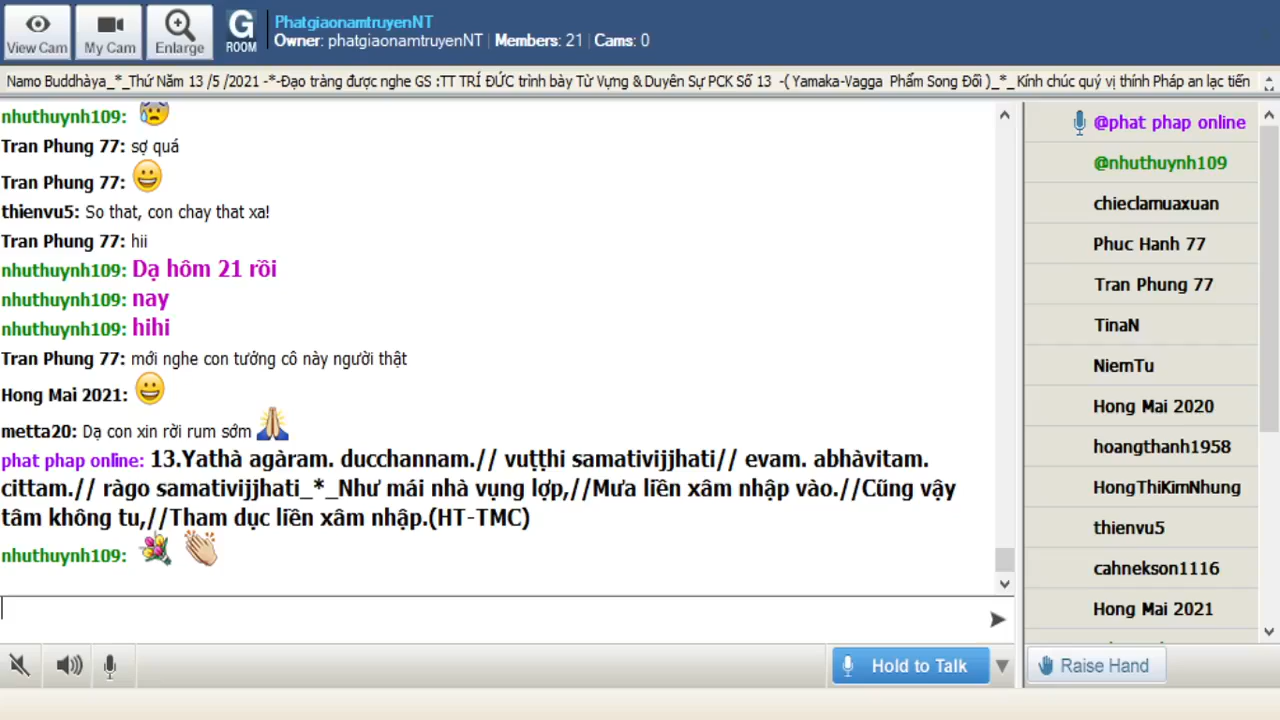 View Cam
My Cam
Enlarge
G
ROOM
PhatgiaonamtruyenNT
Owner: phatgiaonamtruyenNT | Members: 21 | Cams: 0
Namo Buddhàya_*_Thứ Năm 13 /5 /2021 -*-Đạo tràng được nghe GS :TT TRÍ ĐỨC trình bày Từ Vựng & Duyên Sự PCK Số 13 -( Yamaka-Vagga Phẩm Song Đối )_*_ Kính chúc quý vị thính Pháp an lạc tiến
nhuthuynh109:
Tran Phung 77: sợ quá
Tran Phung 77:
thienvu5: So that, con chay that xa!
Tran Phung 77: hii
nhuthuynh109: Dạ hôm 21 rồi
nhuthuynh109: nay
nhuthuynh109: hihi
Tran Phung 77: mới nghe con tưởng cô này người thật
Hong Mai 2021:
metta20: Dạ con xin rời rum sớm
phat phap online: 13.Yathà agàram. ducchannam.// vuṭṭhi samativijjhati// evam. abhàvitam.
cittam.// ràgo samativijjhati_*_Như mái nhà vụng lợp,//Mưa liền xâm nhập vào.//Cũng vậy
tâm không tu,//Tham dục liền xâm nhập.(HT-TMC)
nhuthuynh109:
@phat phap online
@nhuthuynh109
chieclamuaxuan
Phuc Hanh 77
Tran Phung 77
TinaN
NiemTu
Hong Mai 2020
hoangthanh1958
HongThiKimNhung
thienvu5
cahnekson1116
Hong Mai 2021
Hold to Talk
Raise Hand